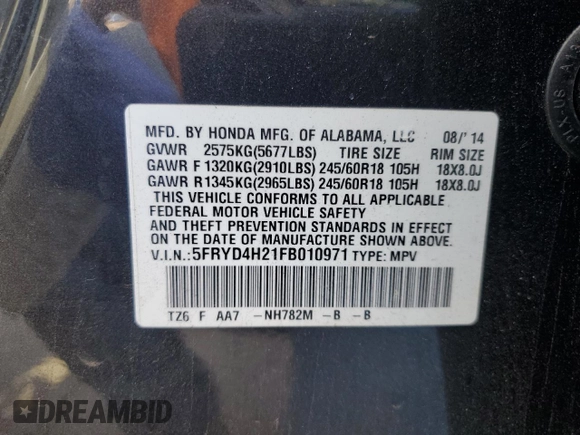 MFD. BY HONDA MFG. OF ALABAMA, LLC 08/'14
GVWR 2575KG(5677LBS) TIRE SIZE RIM SIZE
GAWR F 1320KG(2910LBS) 245/60R18 105H 18X8.0J
GAWR R1345KG(2965LBS) 245/60R18 105H 18X8.0J
THIS VEHICLE CONFORMS TO ALL APPLICABLE
FEDERAL MOTOR VEHICLE SAFETY
AND THEFT PREVENTION STANDARDS IN EFFECT
ON THE DATE OF MANUFACTURE SHOWN ABOVE.
V.I.N.:5FRYD4H21FB010971 TYPE: MPV
TZ6 F AA7 -NH782M -B -B
DREAMBID